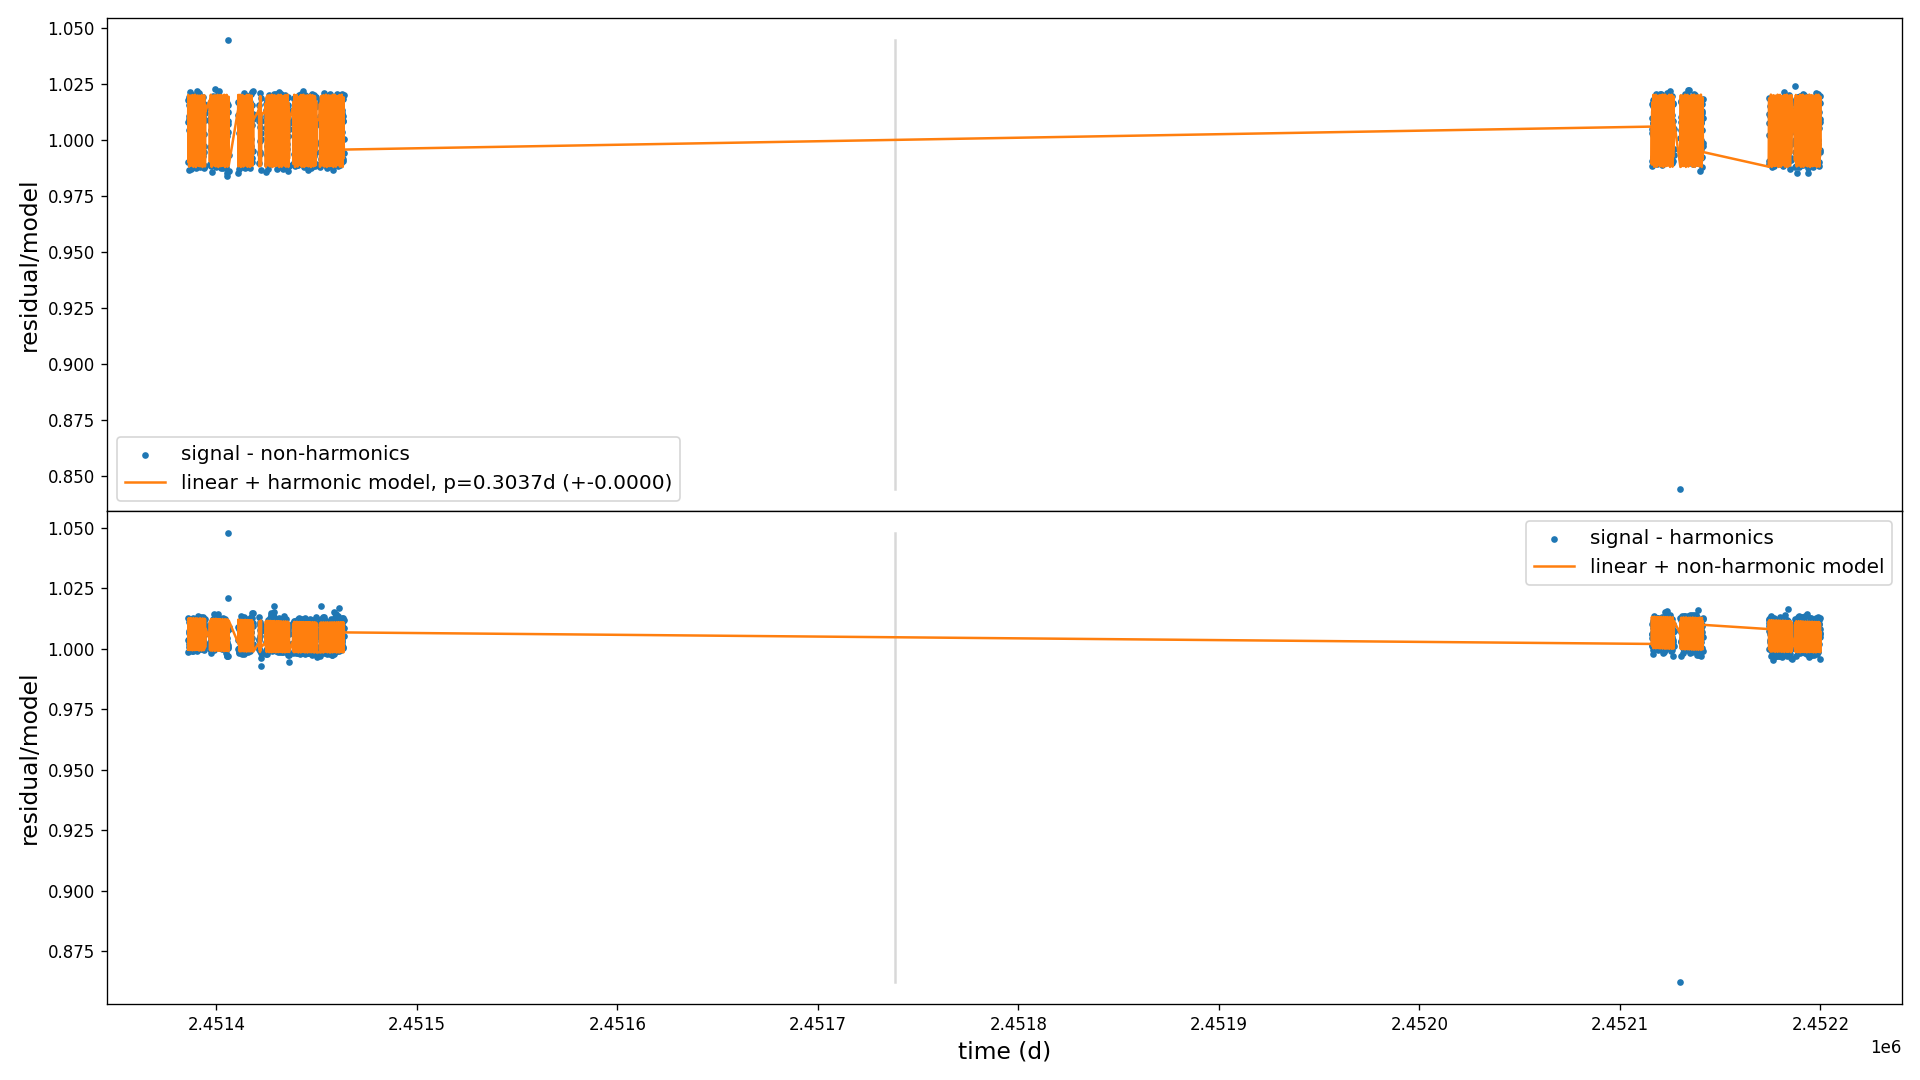 1.050
1.025
1.000
0.975
0.950
0.925
0.900
0.875
0.850
residual/model
signal - non-harmonics
linear + harmonic model, p=0.3037d (+-0.0000)
1.050
1.025
1.000
0.975
0.950
0.925
0.900
0.875
residual/model
signal - harmonics
linear + non-harmonic model
2.4514 2.4515 2.4516 2.4517 2.4518 2.4519 2.4520 2.4521 2.4522
1e6
time (d)